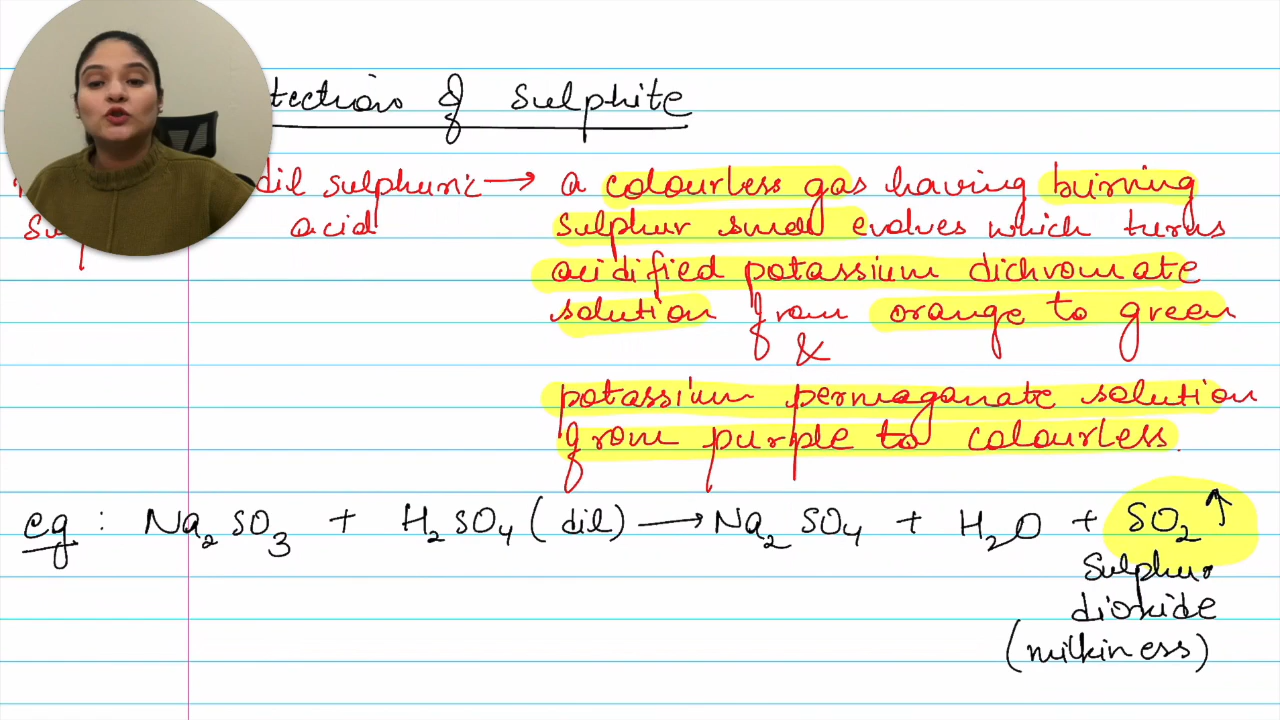 tection of Sulphite
dil sulphuric → a colourless gas having burning
acid sulphur smell evolves which turns
acidified potassium dichromate
solution from orange to green
&
potassium permaganate solution
from purple to colourless.
eg : Na₂SO₃ + H₂SO₄ (dil) → Na₂SO₄ + H₂O + SO₂ ↑
Sulphur
dioxide
(milkiness)